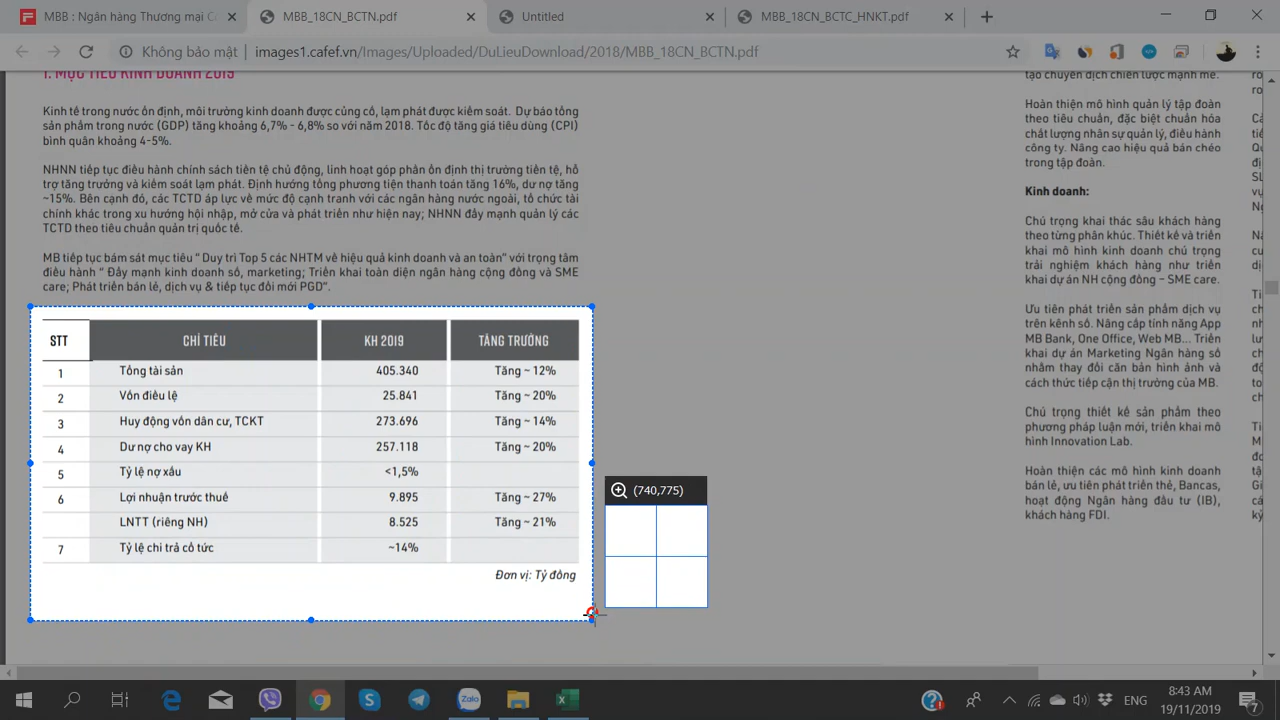 MBB : Ngân hàng Thương mại C
MBB_18CN_BCTN.pdf
Untitled
MBB_18CN_BCTC_HNKT.pdf
Không bảo mật
images1.cafef.vn/Images/Uploaded/DuLieuDownload/2018/MBB_18CN_BCTN.pdf
1. MỤC TIÊU KINH DOANH 2019
Kinh tế trong nước ổn định, môi trường kinh doanh được củng cố, lạm phát được kiểm soát. Dự báo tổng
sản phẩm trong nước (GDP) tăng khoảng 6,7% - 6,8% so với năm 2018. Tốc độ tăng giá tiêu dùng (CPI)
bình quân khoảng 4-5%.
NHNN tiếp tục điều hành chính sách tiền tệ chủ động, linh hoạt góp phần ổn định thị trường tiền tệ, hỗ
trợ tăng trưởng và kiểm soát lạm phát. Định hướng tổng phương tiện thanh toán tăng 16%, dư nợ tăng
~15%. Bên cạnh đó, các TCTD áp lực về mức độ cạnh tranh với các ngân hàng nước ngoài, tổ chức tài
chính khác trong xu hướng hội nhập, mở cửa và phát triển như hiện nay; NHNN đẩy mạnh quản lý các
TCTD theo tiêu chuẩn quản trị quốc tế.
MB tiếp tục bám sát mục tiêu “ Duy trì Top 5 các NHTM về hiệu quả kinh doanh và an toàn” với trọng tâm
điều hành “ Đẩy mạnh kinh doanh số, marketing; Triển khai toàn diện ngân hàng cộng đồng và SME
care; Phát triển bán lẻ, dịch vụ & tiếp tục đổi mới PGD”.
STT CHỈ TIÊU KH 2019 TĂNG TRƯỞNG
1 Tổng tài sản 405.340 Tăng ~ 12%
2 Vốn điều lệ 25.841 Tăng ~ 20%
3 Huy động vốn dân cư, TCKT 273.696 Tăng ~ 14%
4 Dư nợ cho vay KH 257.118 Tăng ~ 20%
5 Tỷ lệ nợ xấu <1,5%
6 Lợi nhuận trước thuế 9.895 Tăng ~ 27%
LNTT (riêng NH) 8.525 Tăng ~ 21%
7 Tỷ lệ chi trả cổ tức ~14%
Đơn vị: Tỷ đồng
(740,775)
tạo chuyển dịch chiến lược mạnh mẽ.
Hoàn thiện mô hình quản lý tập đoàn
theo tiêu chuẩn, đặc biệt chuẩn hóa
chất lượng nhân sự quản lý, điều hành
công ty. Nâng cao hiệu quả bán chéo
trong tập đoàn.
Kinh doanh:
Chú trọng khai thác sâu khách hàng
theo từng phân khúc. Thiết kế và triển
khai mô hình kinh doanh chú trọng
trải nghiệm khách hàng như triển
khai dự án NH cộng đồng – SME care.
Ưu tiên phát triển sản phẩm dịch vụ
trên kênh số. Nâng cấp tính năng App
MB Bank, One Office, Web MB... Triển
khai dự án Marketing Ngân hàng số
nhằm thay đổi căn bản hình ảnh và
cách thức tiếp cận thị trường của MB.
Chú trọng thiết kế sản phẩm theo
phương pháp luận mới, triển khai mô
hình Innovation Lab.
Hoàn thiện các mô hình kinh doanh
bán lẻ, ưu tiên phát triển thẻ, Bancas,
hoạt động Ngân hàng đầu tư (IB),
khách hàng FDI.
Zalo
ENG
8:43 AM
19/11/2019
7